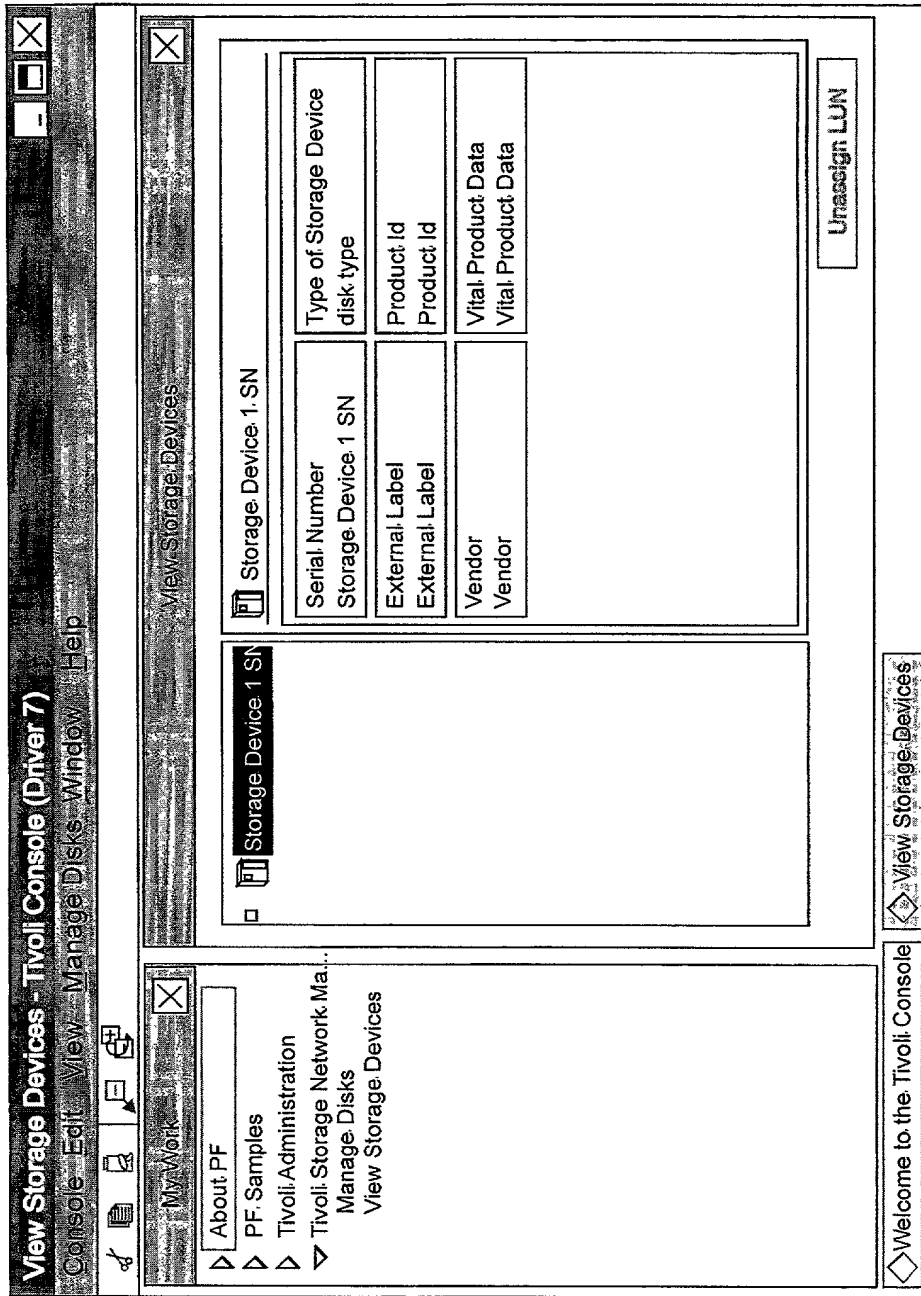 View Storage Devices - Tivoli Console (Driver 7)
Console Edit View Manage Disks Window Help
My Work
About PF
PF Samples
Tivoli Administration
Tivoli Storage Network Ma...
Manage Disks
View Storage Devices
View Storage Devices
Storage Device 1 SN
Storage Device 1 SN
Serial Number
Storage Device 1 SN
Type of Storage Device
disk type
External Label
External Label
Product Id
Product Id
Vendor
Vendor
Vital Product Data
Vital Product Data
Unassign LUN
Welcome to the Tivoli Console
View Storage Devices